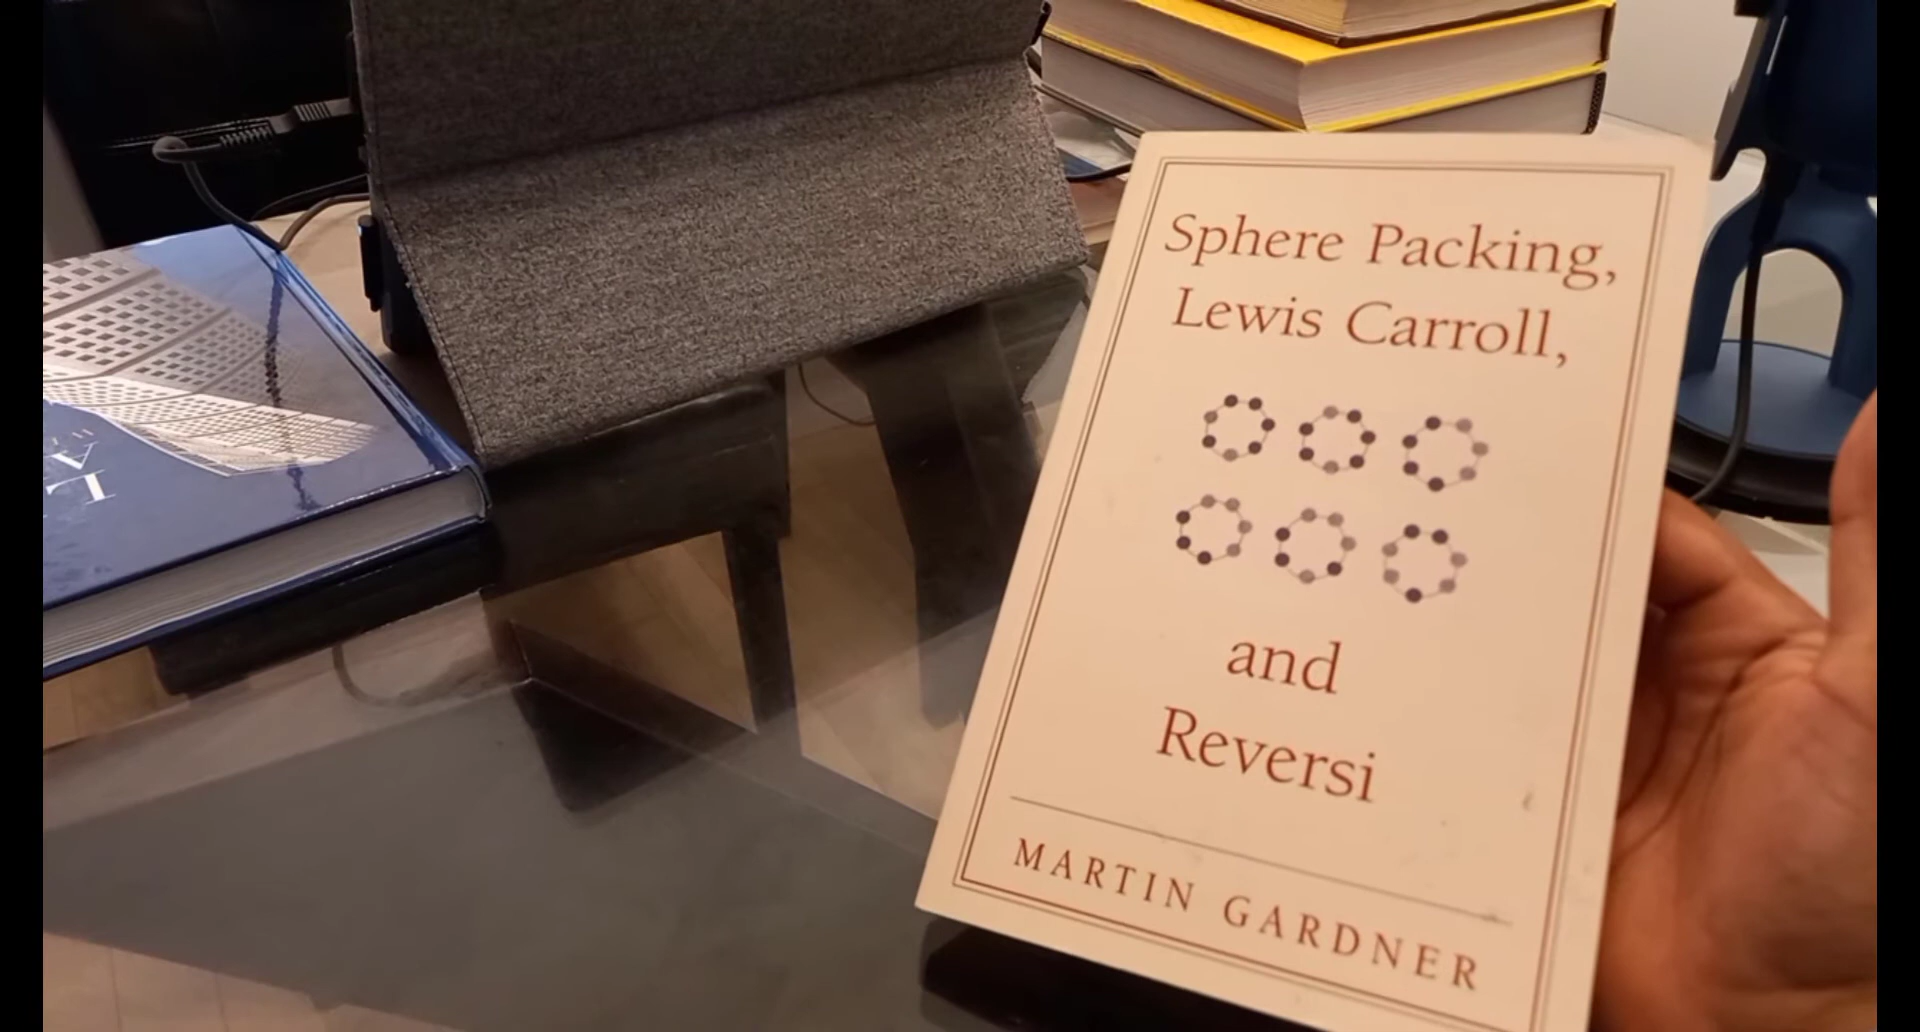 Sphere Packing,
Lewis Carroll,
and
Reversi
MARTIN GARDNER